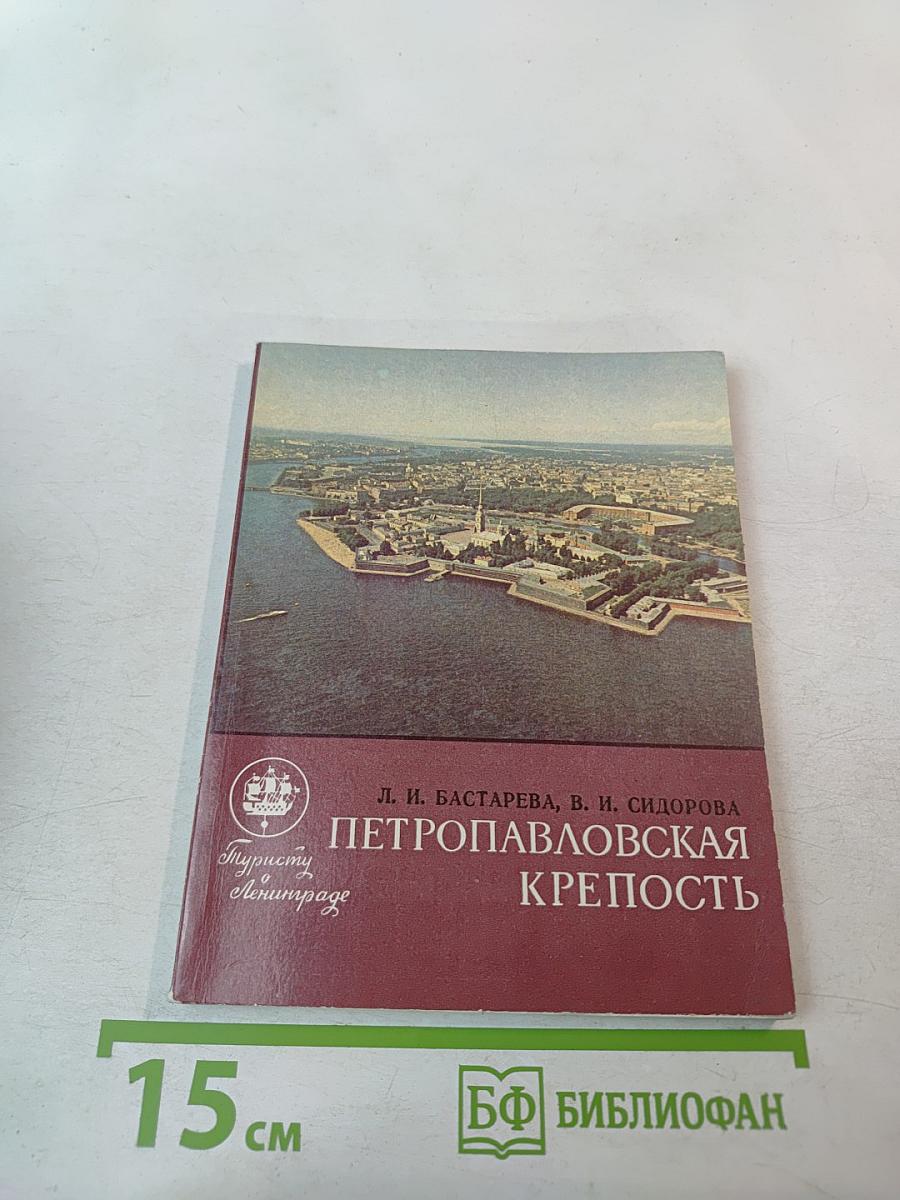 Л. И. БАСТАРЕВА, В. И. СИДОРОВА
ПЕТРОПАВЛОВСКАЯ
КРЕПОСТЬ
Туристу
о
Ленинграде
15 см
БФ БИБЛИОФАН